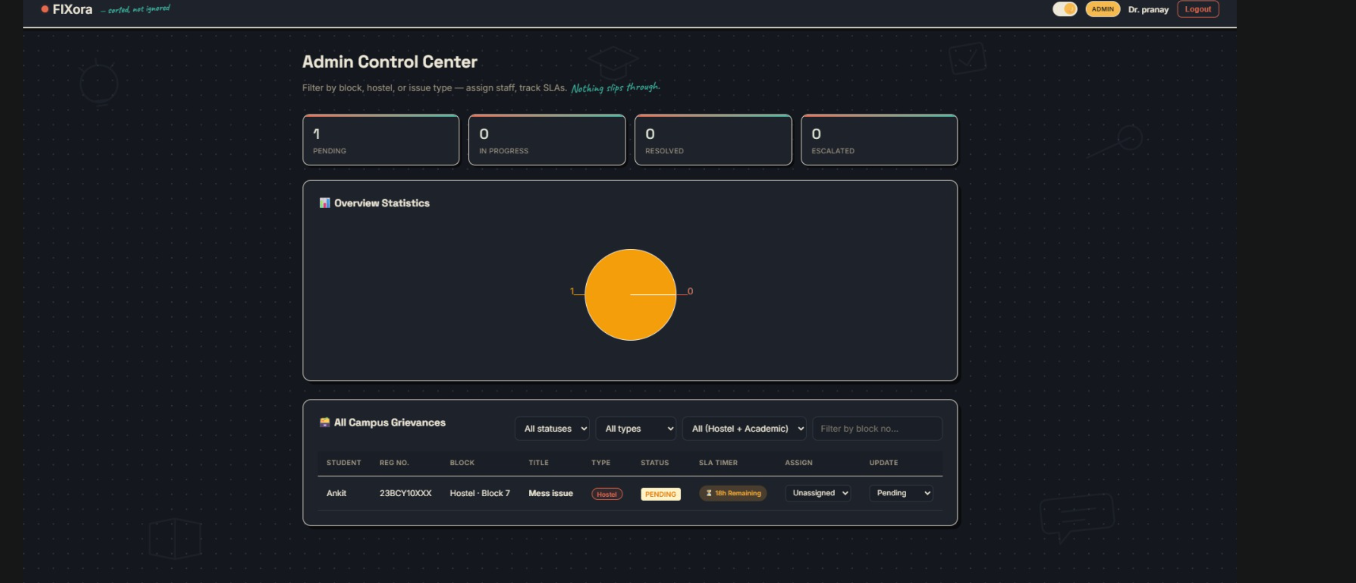 FIXora – sorted, not ignored
ADMIN Dr. pranay Logout
Admin Control Center
Filter by block, hostel, or issue type — assign staff, track SLAs. Nothing slips through.
1 0 0 0
PENDING IN PROGRESS RESOLVED ESCALATED
Overview Statistics
1 0
All Campus Grievances All statuses All types All (Hostel + Academic) Filter by block no...
STUDENT REG NO. BLOCK TITLE TYPE STATUS SLA TIMER ASSIGN UPDATE
Ankit 23BCY10XXX Hostel · Block 7 Mess issue Hostel PENDING 18h Remaining Unassigned Pending